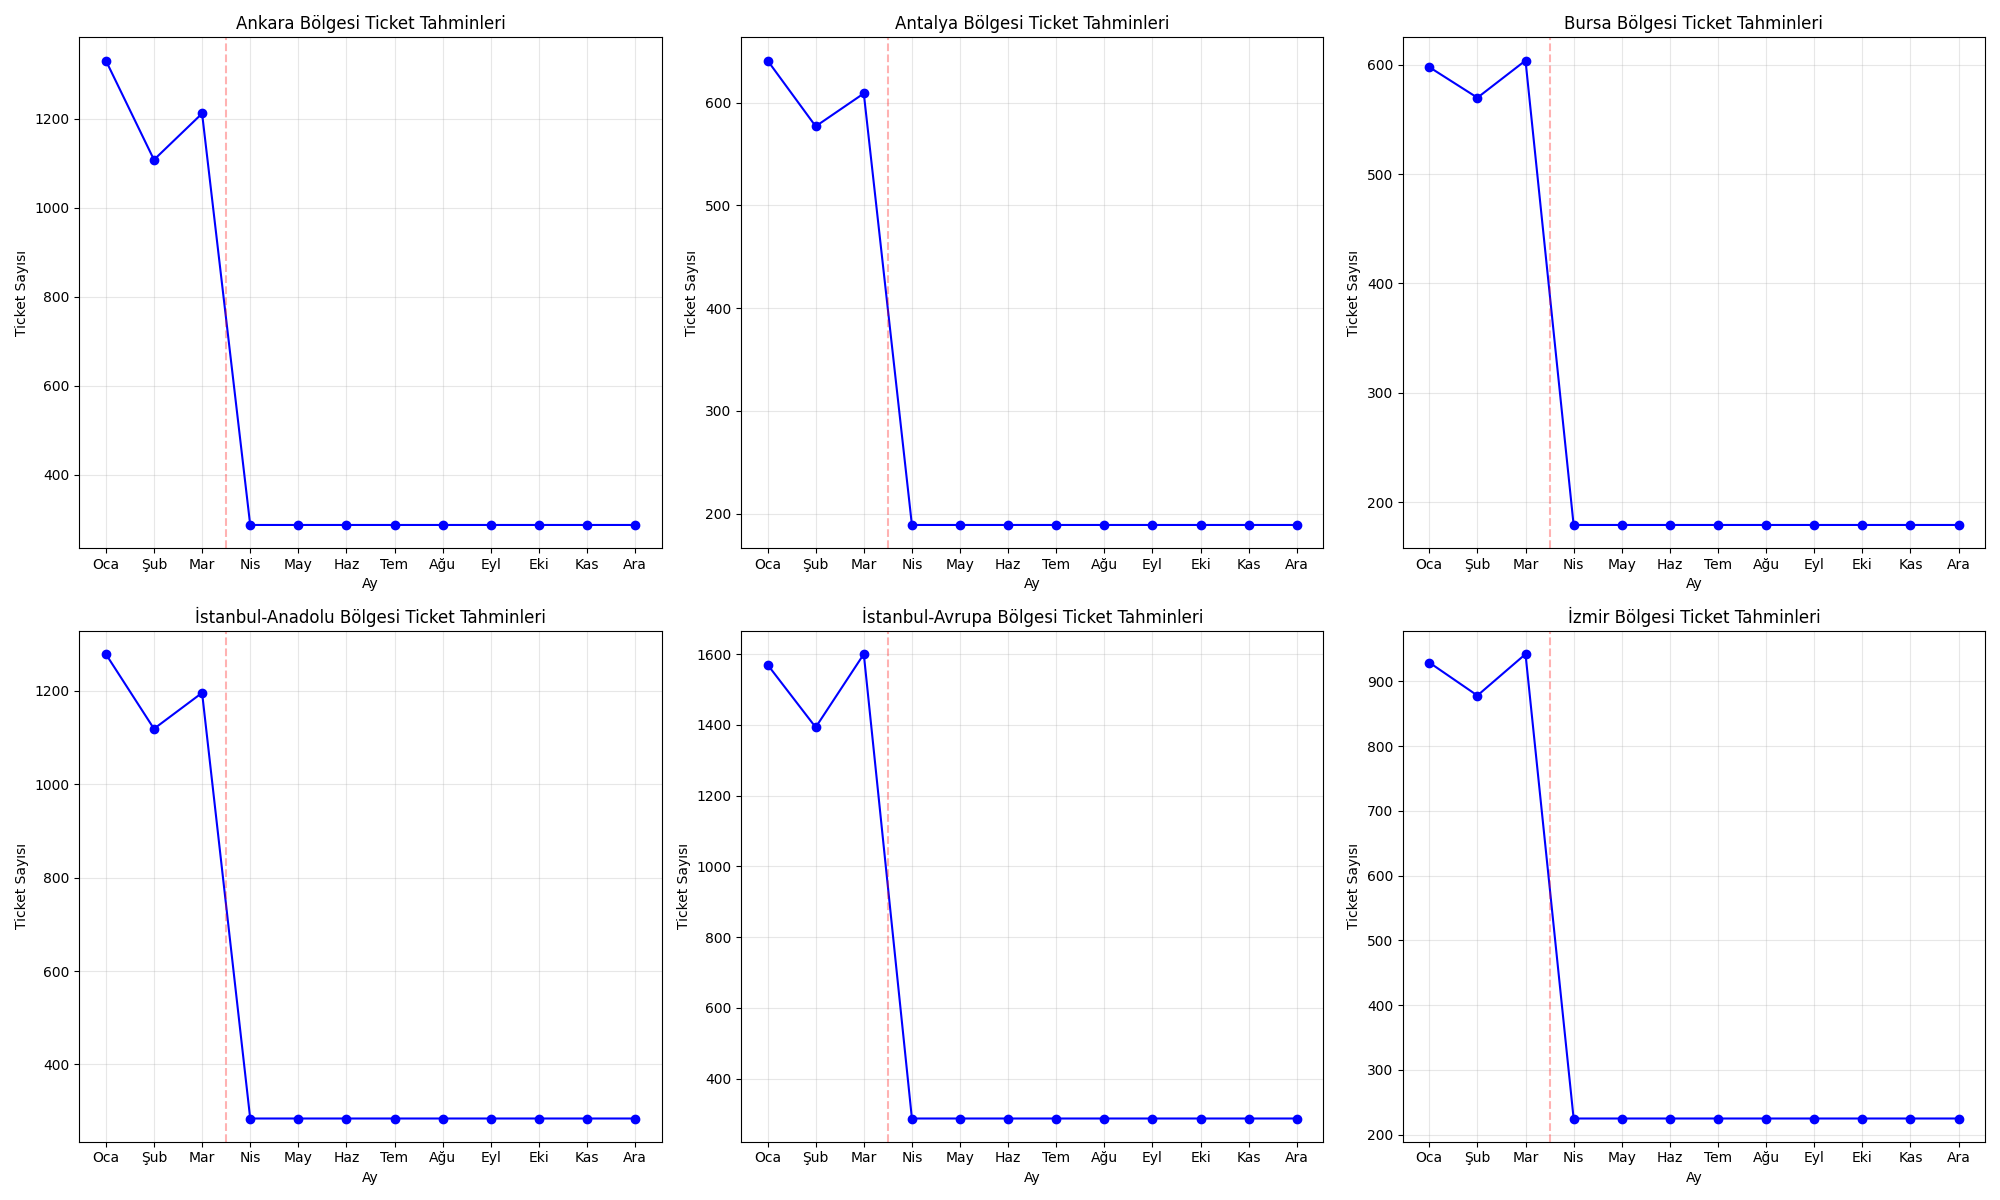 Ankara Bölgesi Ticket Tahminleri
Ticket Sayısı
1200
1000
800
600
400
Oca Şub Mar Nis May Haz Tem Ağu Eyl Eki Kas Ara
Ay
Antalya Bölgesi Ticket Tahminleri
Ticket Sayısı
600
500
400
300
200
Oca Şub Mar Nis May Haz Tem Ağu Eyl Eki Kas Ara
Ay
Bursa Bölgesi Ticket Tahminleri
Ticket Sayısı
600
500
400
300
200
Oca Şub Mar Nis May Haz Tem Ağu Eyl Eki Kas Ara
Ay
İstanbul-Anadolu Bölgesi Ticket Tahminleri
Ticket Sayısı
1200
1000
800
600
400
Oca Şub Mar Nis May Haz Tem Ağu Eyl Eki Kas Ara
Ay
İstanbul-Avrupa Bölgesi Ticket Tahminleri
Ticket Sayısı
1600
1400
1200
1000
800
600
400
Oca Şub Mar Nis May Haz Tem Ağu Eyl Eki Kas Ara
Ay
İzmir Bölgesi Ticket Tahminleri
Ticket Sayısı
900
800
700
600
500
400
300
200
Oca Şub Mar Nis May Haz Tem Ağu Eyl Eki Kas Ara
Ay